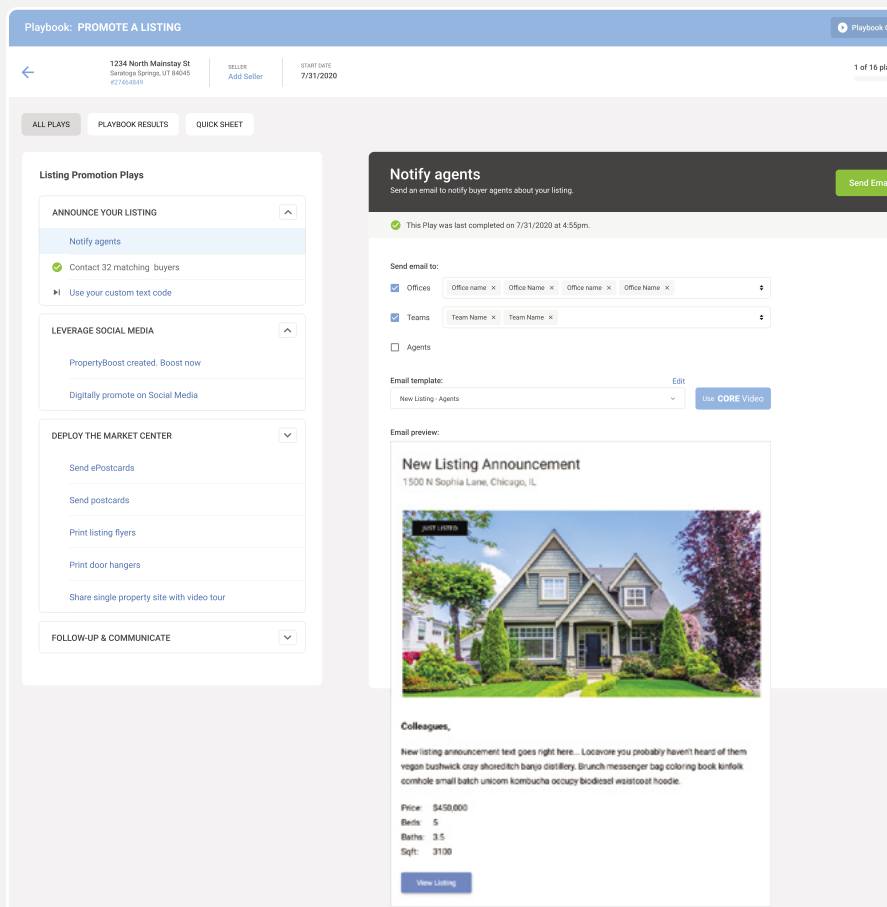 Playbook: PROMOTE A LISTING
Playbook
1234 North Mainstay St
Saratoga Springs, UT 84045
#27464849
SELLER
Add Seller
START DATE
7/31/2020
1 of 16
ALL PLAYS
PLAYBOOK RESULTS
QUICK SHEET
Listing Promotion Plays
ANNOUNCE YOUR LISTING
Notify agents
Contact 32 matching buyers
Use your custom text code
LEVERAGE SOCIAL MEDIA
PropertyBoost created. Boost now
Digitally promote on Social Media
DEPLOY THE MARKET CENTER
Send ePostcards
Send postcards
Print listing flyers
Print door hangers
Share single property site with video tour
FOLLOW-UP & COMMUNICATE
Notify agents
Send an email to notify buyer agents about your listing.
Send
This Play was last completed on 7/31/2020 at 4:55pm.
Send email to:
Offices Office name × Office Name × Office name × Office Name ×
Teams Team Name × Team Name ×
Agents
Email template:
Edit
New Listing - Agents
Use CORE Video
Email preview:
New Listing Announcement
1500 N Sophia Lane, Chicago, IL
JUST LISTED
Colleagues,
New listing announcement text goes right here... Locavore you probably haven't heard of them
vegan bushwick cray shoreditch banjo distillery. Brunch messenger bag coloring book kinfolk
cornhole small batch unicorn kombucha occupy biodiesel waistcoat hoodie.
Price: $450,000
Beds: 5
Baths: 3.5
Sqft: 3100
View Listing